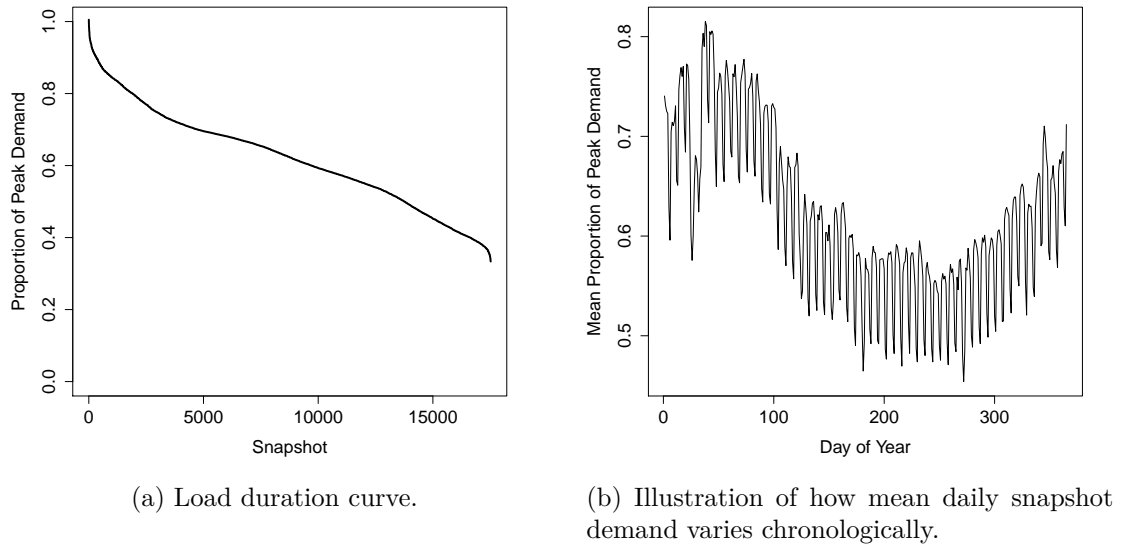 Proportion of Peak Demand
1.0
0.8
0.6
0.4
0.2
0.0
0 5000 10000 15000
Snapshot
(a) Load duration curve.
Mean Proportion of Peak Demand
0.8
0.7
0.6
0.5
0 100 200 300
Day of Year
(b) Illustration of how mean daily snapshot
demand varies chronologically.